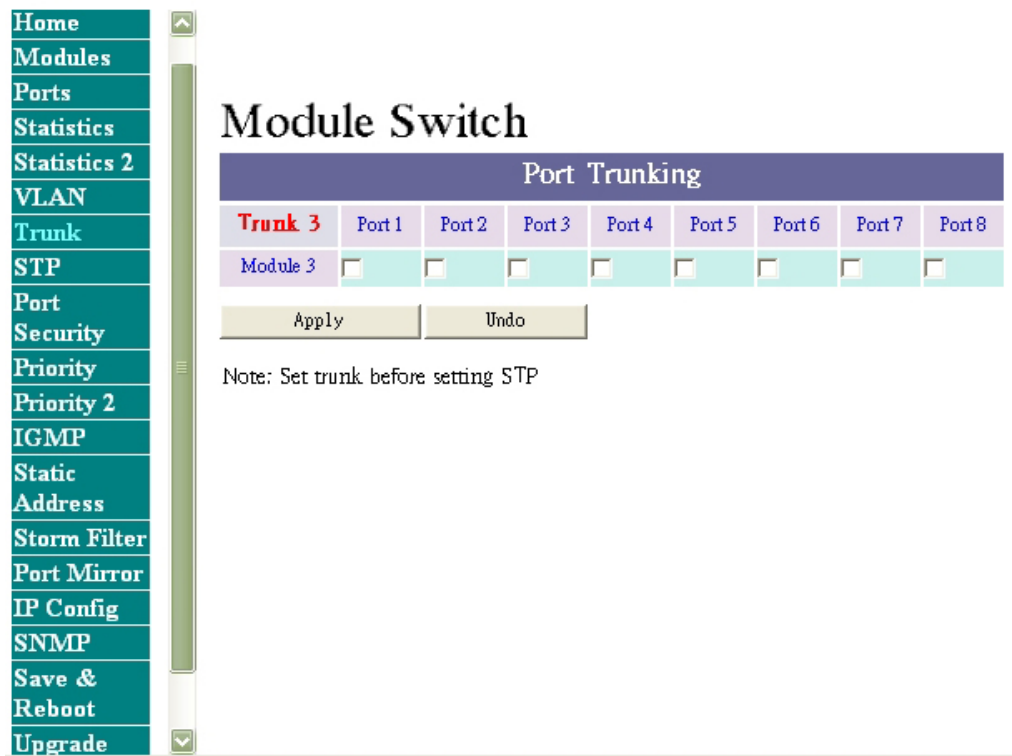 Home
Modules
Ports
Statistics
Statistics 2
VLAN
Trunk
STP
Port
Security
Priority
Priority 2
IGMP
Static
Address
Storm Filter
Port Mirror
IP Config
SNMP
Save &
Reboot
Upgrade
Module Switch
Port Trunking
Trunk 3 Port 1 Port 2 Port 3 Port 4 Port 5 Port 6 Port 7 Port 8
Module 3
Apply Undo
Note: Set trunk before setting STP